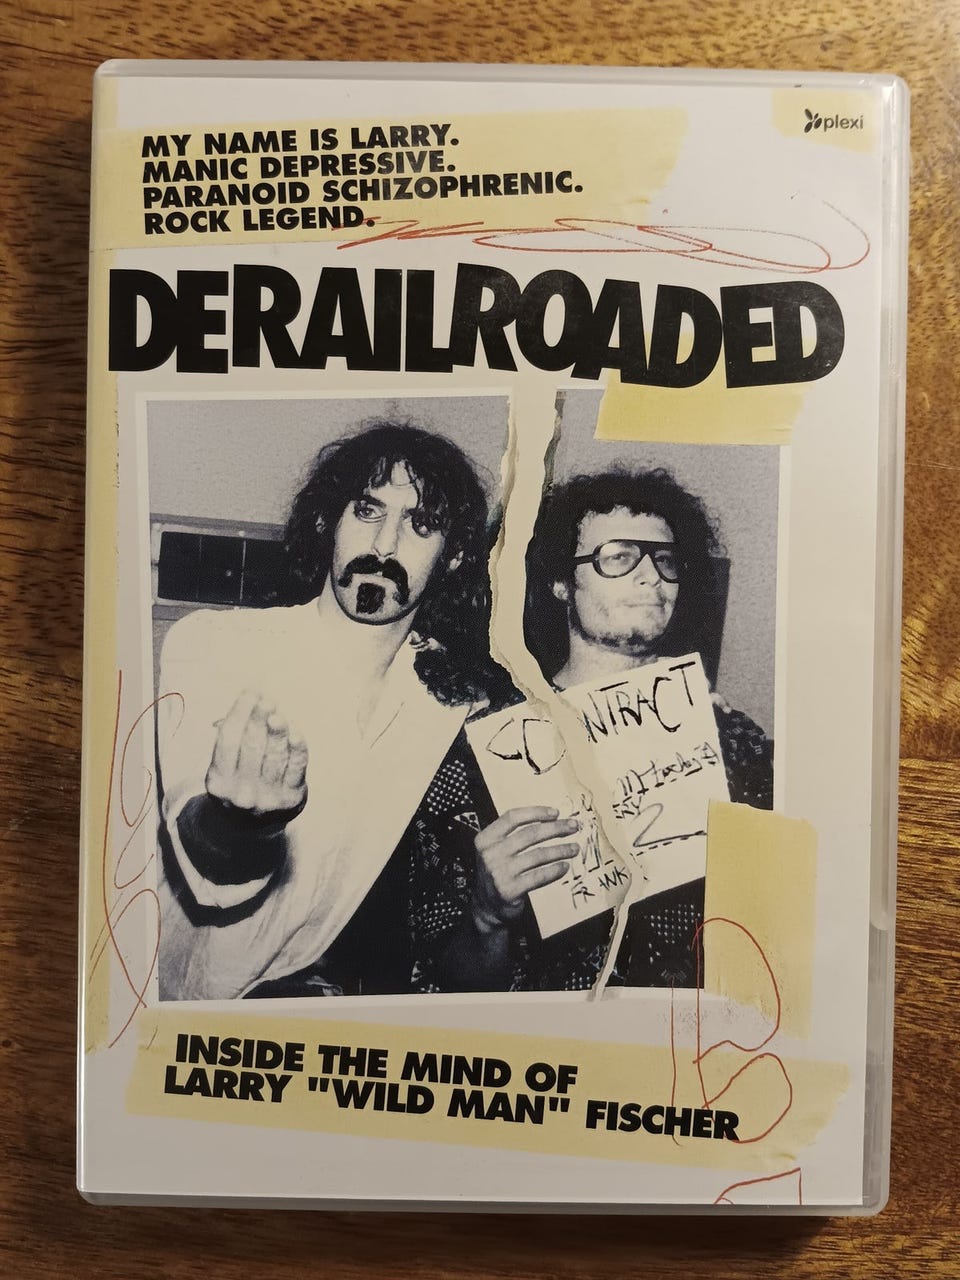 plexi
MY NAME IS LARRY.
MANIC DEPRESSIVE.
PARANOID SCHIZOPHRENIC.
ROCK LEGEND.
DERAILROADED
CONTRACT
FRANK
INSIDE THE MIND OF
LARRY "WILD MAN" FISCHER